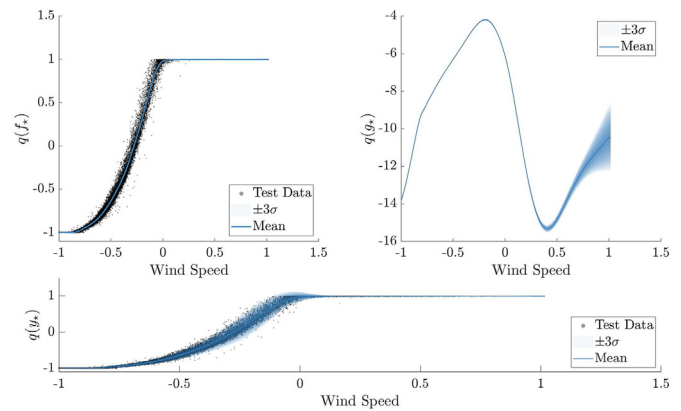 1.5
1
0.5
0
-0.5
-1
q(f⋆)
-1 -0.5 0 0.5 1 1.5
Wind Speed
Test Data
±3σ
Mean
-4
-6
-8
-10
-12
-14
-16
q(g⋆)
-1 -0.5 0 0.5 1 1.5
Wind Speed
±3σ
Mean
1
0
-1
q(y⋆)
-1 -0.5 0 0.5 1 1.5
Wind Speed
Test Data
±3σ
Mean